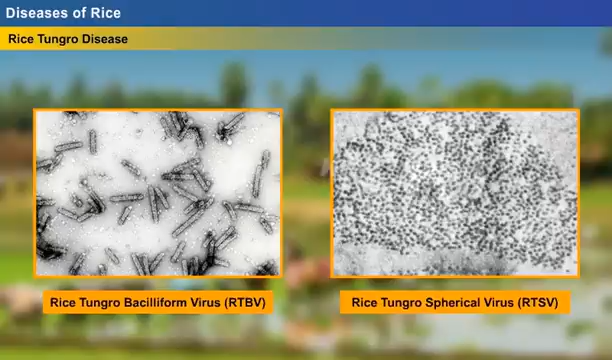 Diseases of Rice
Rice Tungro Disease
Rice Tungro Bacilliform Virus (RTBV)
Rice Tungro Spherical Virus (RTSV)